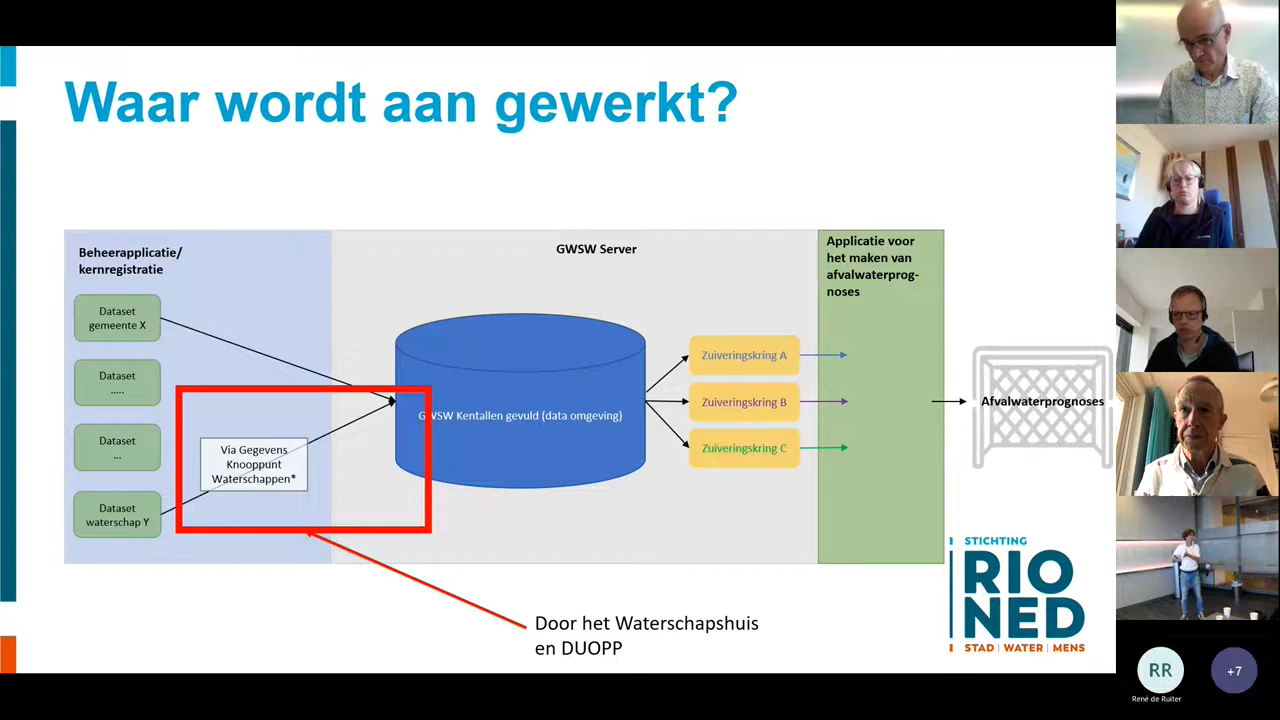 Waar wordt aan gewerkt?
Beheerapplicatie/
kernregistratie
Dataset
gemeente X
Dataset
.....
Dataset
...
Dataset
waterschap Y
Via Gegevens
Knooppunt
Waterschappen*
GWSW Server
GWSW Kentallen gevuld (data omgeving)
Zuiveringskring A
Zuiveringskring B
Zuiveringskring C
Applicatie voor
het maken van
afvalwaterprog-
noses
Afvalwaterprognoses
Door het Waterschapshuis
en DUOPP
STICHTING
RIO
NED
STAD | WATER | MENS
RR
René de Ruiter
+7